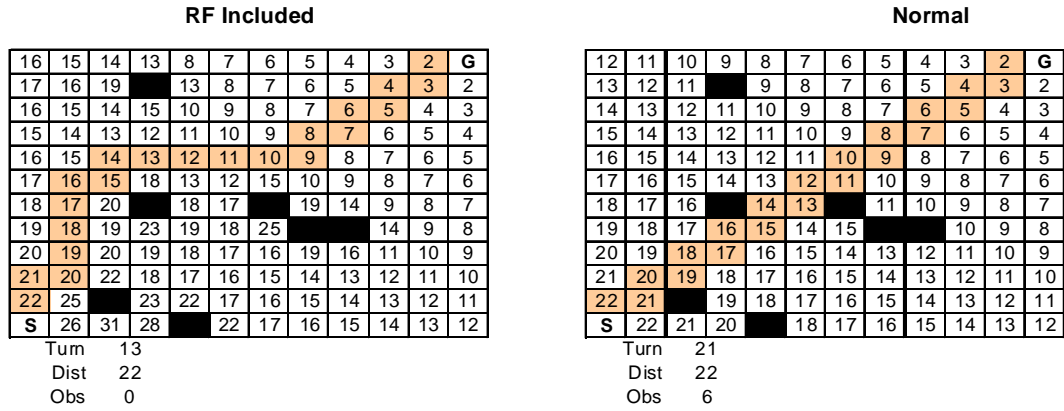 RF Included Normal
16 15 14 13 8 7 6 5 4 3 2 G 12 11 10 9 8 7 6 5 4 3 2 G
17 16 19 13 8 7 6 5 4 3 2 13 12 11 9 8 7 6 5 4 3 2
16 15 14 15 10 9 8 7 6 5 4 3 14 13 12 11 10 9 8 7 6 5 4 3
15 14 13 12 11 10 9 8 7 6 5 4 15 14 13 12 11 10 9 8 7 6 5 4
16 15 14 13 12 11 10 9 8 7 6 5 16 15 14 13 12 11 10 9 8 7 6 5
17 16 15 18 13 12 15 10 9 8 7 6 17 16 15 14 13 12 11 10 9 8 7 6
18 17 20 18 17 19 14 9 8 7 18 17 16 14 13 11 10 9 8 7
19 18 19 23 19 18 25 14 9 8 19 18 17 16 15 14 15 10 9 8
20 19 20 19 18 17 16 19 16 11 10 9 20 19 18 17 16 15 14 13 12 11 10 9
21 20 22 18 17 16 15 14 13 12 11 10 21 20 19 18 17 16 15 14 13 12 11 10
22 25 23 22 17 16 15 14 13 12 11 22 21 19 18 17 16 15 14 13 12 11
S 26 31 28 22 17 16 15 14 13 12 S 22 21 20 18 17 16 15 14 13 12
Turn 13 Turn 21
Dist 22 Dist 22
Obs 0 Obs 6